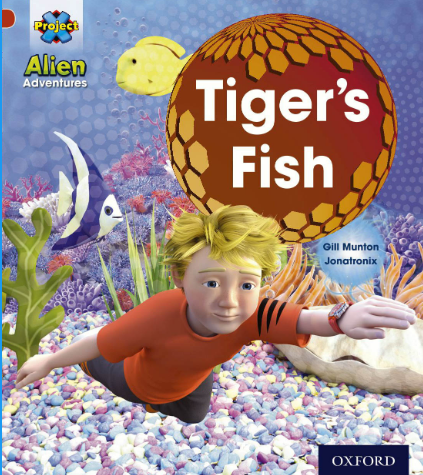 Project
X
Alien
Adventures
Tiger's
Fish
Gill Munton
Jonatronix
OXFORD